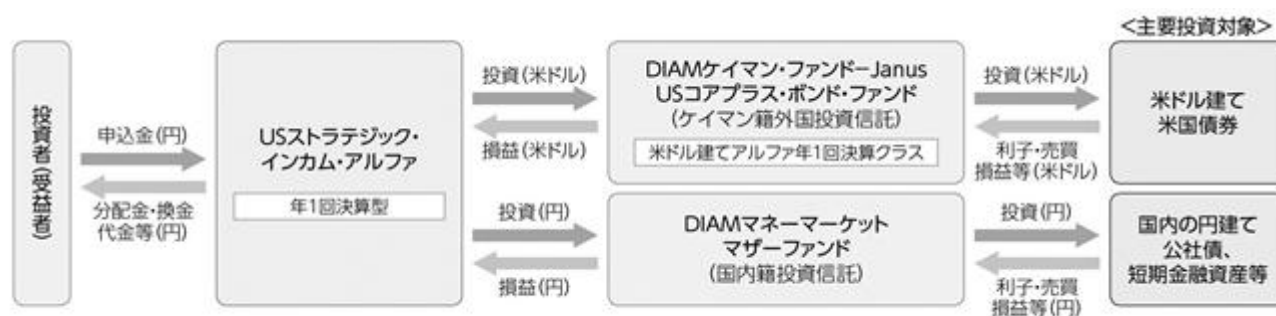 <主要投資対象>
投資者(受益者)
申込金(円)
分配金・換金
代金等(円)
USストラテジック・
インカム・アルファ
年1回決算型
投資(米ドル)
損益(米ドル)
DIAMケイマン・ファンド−Janus
USコアプラス・ボンド・ファンド
(ケイマン籍外国投資信託)
米ドル建てアルファ年1回決算クラス
投資(米ドル)
利子・売買
損益等(米ドル)
米ドル建て
米国債券
投資(円)
損益(円)
DIAMマネーマーケット
マザーファンド
(国内籍投資信託)
投資(円)
利子・売買
損益等(円)
国内の円建て
公社債、
短期金融資産等